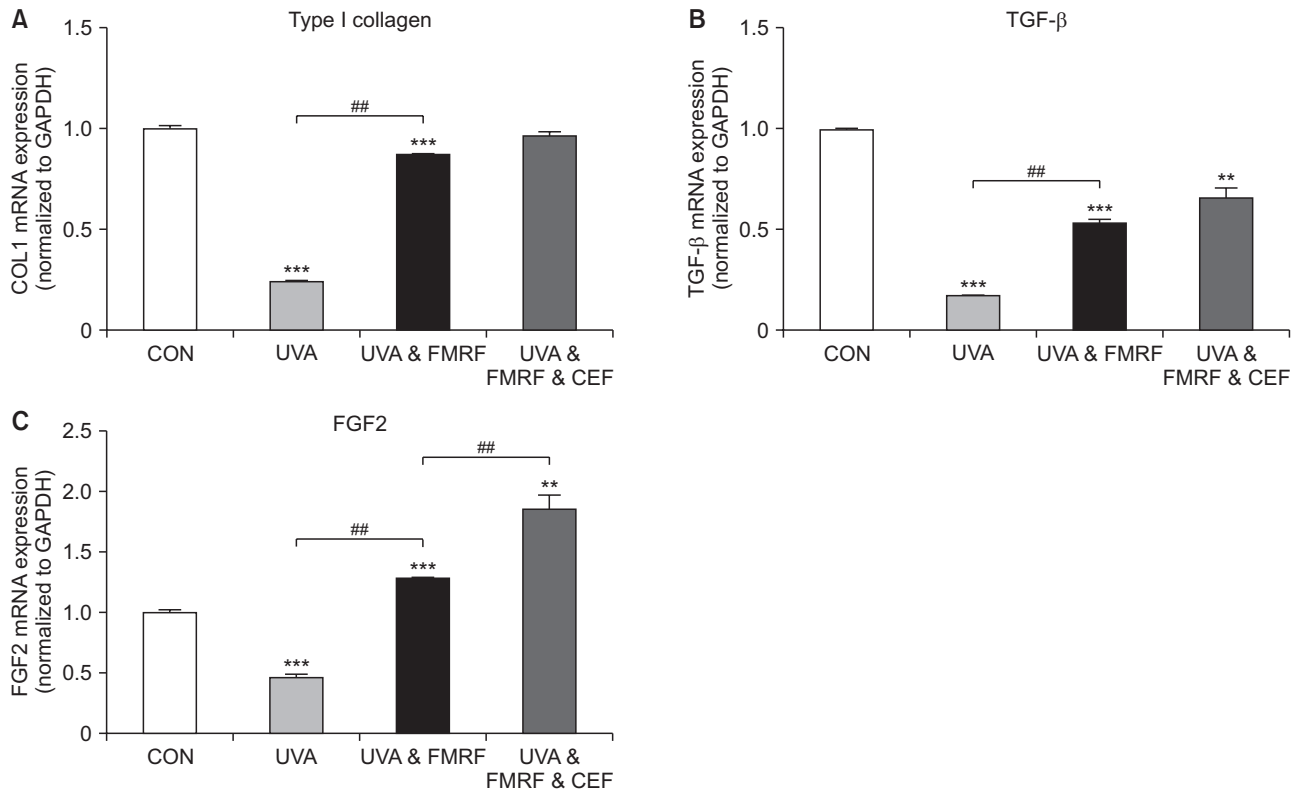 A
Type I collagen
COL1 mRNA expression
(normalized to GAPDH)
1.5
1.0
0.5
0
##
***
***
CON
UVA
UVA & FMRF
UVA &
FMRF & CEF
B
TGF-β
TGF-β mRNA expression
(normalized to GAPDH)
1.5
1.0
0.5
0
##
***
***
**
CON
UVA
UVA & FMRF
UVA &
FMRF & CEF
C
FGF2
FGF2 mRNA expression
(normalized to GAPDH)
2.5
2.0
1.5
1.0
0.5
0
##
##
***
***
**
CON
UVA
UVA & FMRF
UVA &
FMRF & CEF